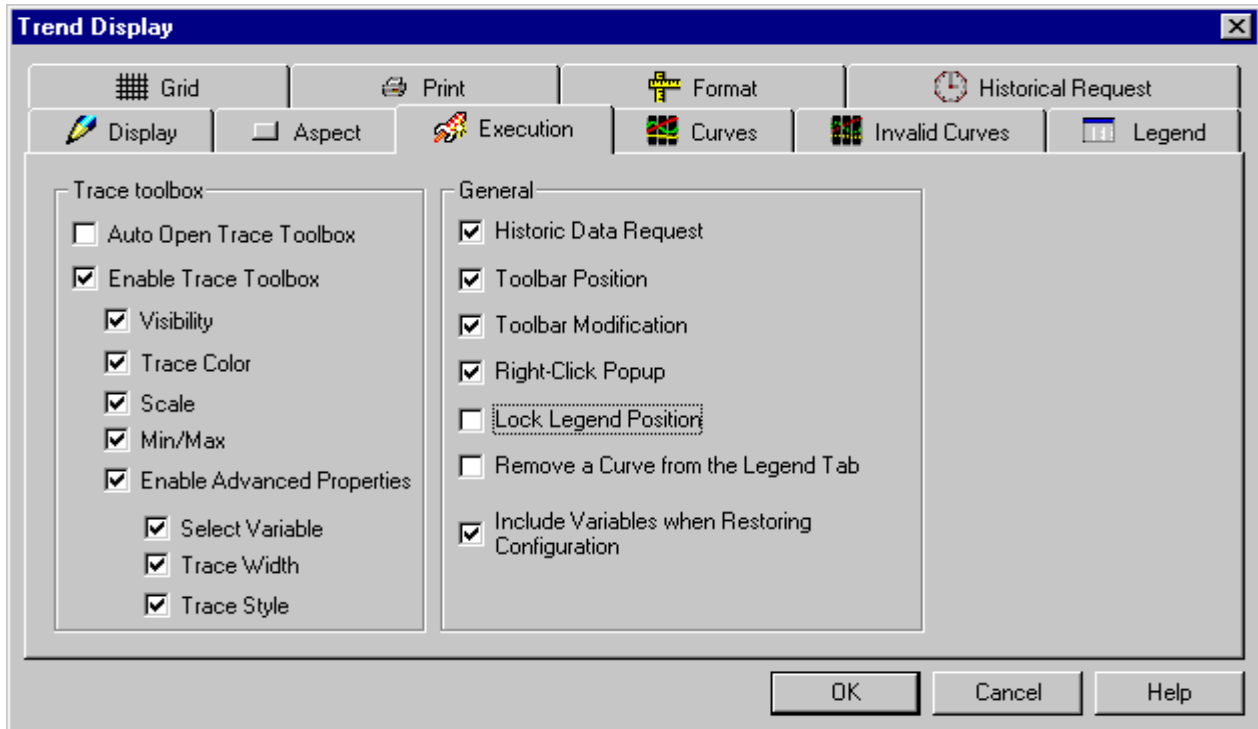 Trend Display
Grid
Print
Format
Historical Request
Display
Aspect
Execution
Curves
Invalid Curves
Legend
Trace toolbox
Auto Open Trace Toolbox
Enable Trace Toolbox
Visibility
Trace Color
Scale
Min/Max
Enable Advanced Properties
Select Variable
Trace Width
Trace Style
General
Historic Data Request
Toolbar Position
Toolbar Modification
Right-Click Popup
Lock Legend Position
Remove a Curve from the Legend Tab
Include Variables when Restoring
Configuration
OK
Cancel
Help